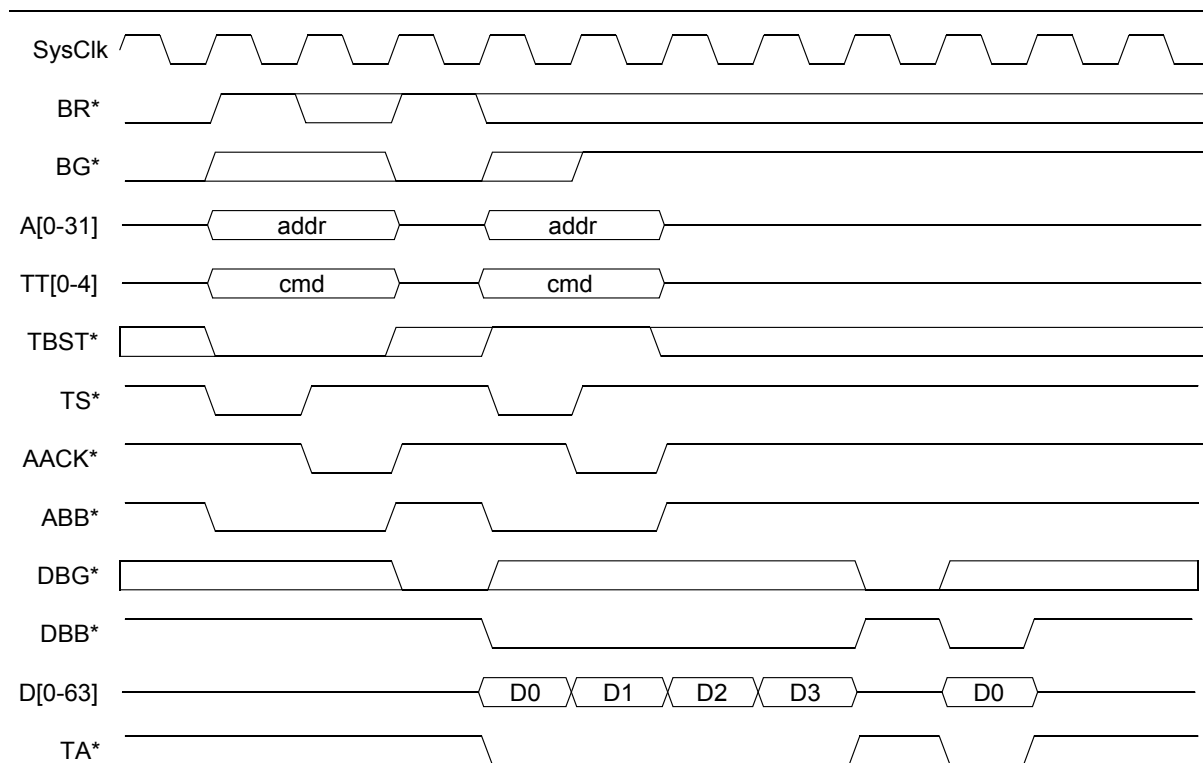 SysClk
BR*
BG*
A[0-31] addr addr
TT[0-4] cmd cmd
TBST*
TS*
AACK*
ABB*
DBG*
DBB*
D[0-63] D0 D1 D2 D3 D0
TA*